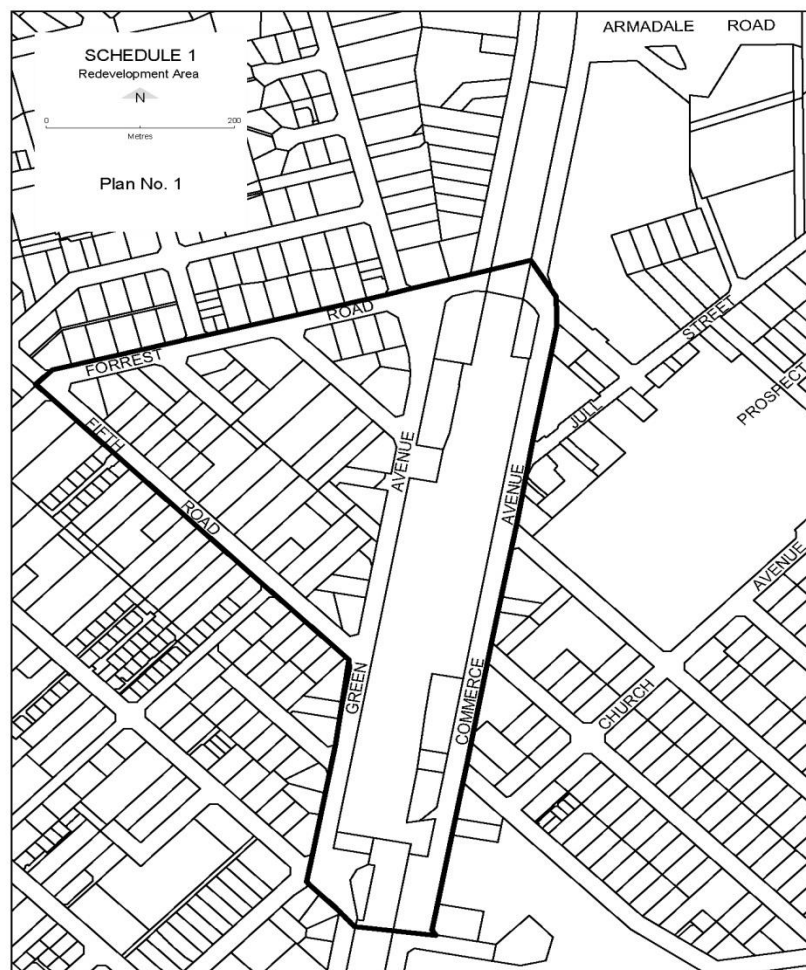 ARMADALE ROAD
SCHEDULE 1
Redevelopment Area
N
0 200
Metres
Plan No. 1
FORREST ROAD
JULL STREET
PROSPECT
FIFTH ROAD
GREEN AVENUE
COMMERCE AVENUE
CHURCH AVENUE